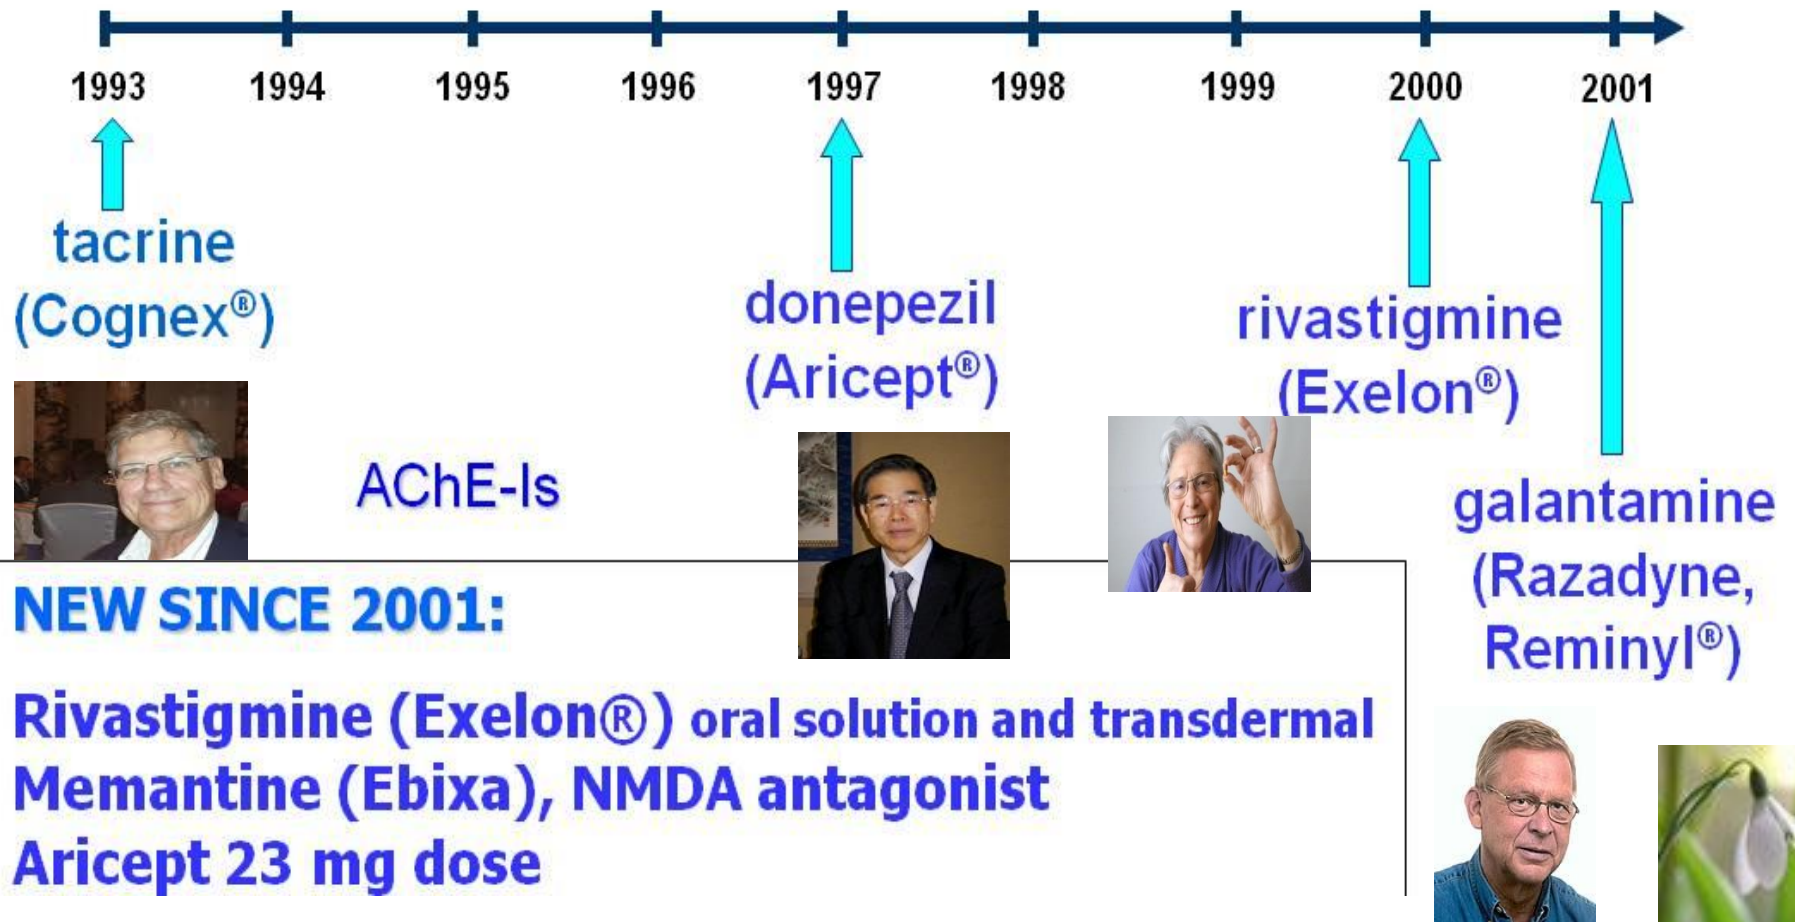 1993 1994 1995 1996 1997 1998 1999 2000 2001
tacrine
(Cognex®)
donepezil
(Aricept®)
rivastigmine
(Exelon®)
galantamine
(Razadyne,
Reminyl®)
AChE-Is
NEW SINCE 2001:
Rivastigmine (Exelon®) oral solution and transdermal
Memantine (Ebixa), NMDA antagonist
Aricept 23 mg dose